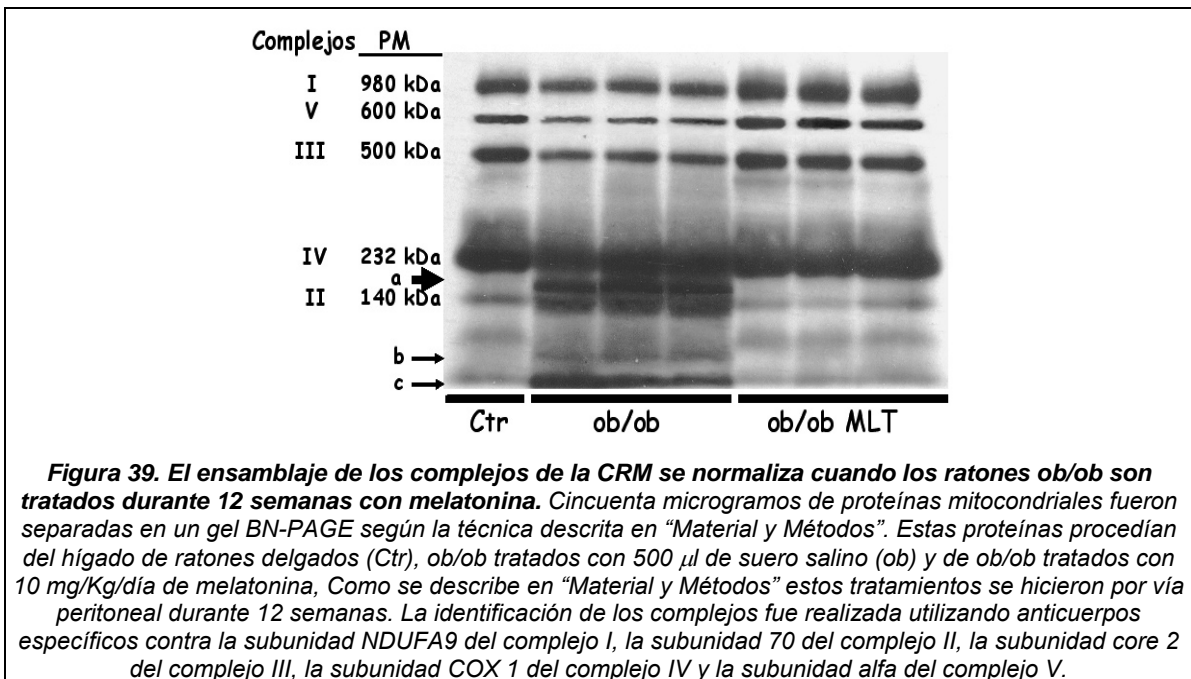 Complejos PM
I 980 kDa
V 600 kDa
III 500 kDa
IV 232 kDa
a
II 140 kDa
b
c
Ctr ob/ob ob/ob MLT
Figura 39. El ensamblaje de los complejos de la CRM se normaliza cuando los ratones ob/ob son
tratados durante 12 semanas con melatonina. Cincuenta microgramos de proteínas mitocondriales fueron
separadas en un gel BN-PAGE según la técnica descrita en “Material y Métodos”. Estas proteínas procedían
del hígado de ratones delgados (Ctr), ob/ob tratados con 500 μl de suero salino (ob) y de ob/ob tratados con
10 mg/Kg/día de melatonina, Como se describe en “Material y Métodos” estos tratamientos se hicieron por vía
peritoneal durante 12 semanas. La identificación de los complejos fue realizada utilizando anticuerpos
específicos contra la subunidad NDUFA9 del complejo I, la subunidad 70 del complejo II, la subunidad core 2
del complejo III, la subunidad COX 1 del complejo IV y la subunidad alfa del complejo V.